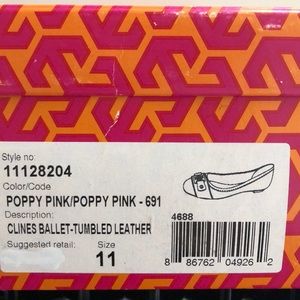 Style no:
11128204
Color/Code
POPPY PINK/POPPY PINK - 691
Description:
CLINES BALLET-TUMBLED LEATHER
Suggested retail:
Size
11
4688
8 86762 04926 2